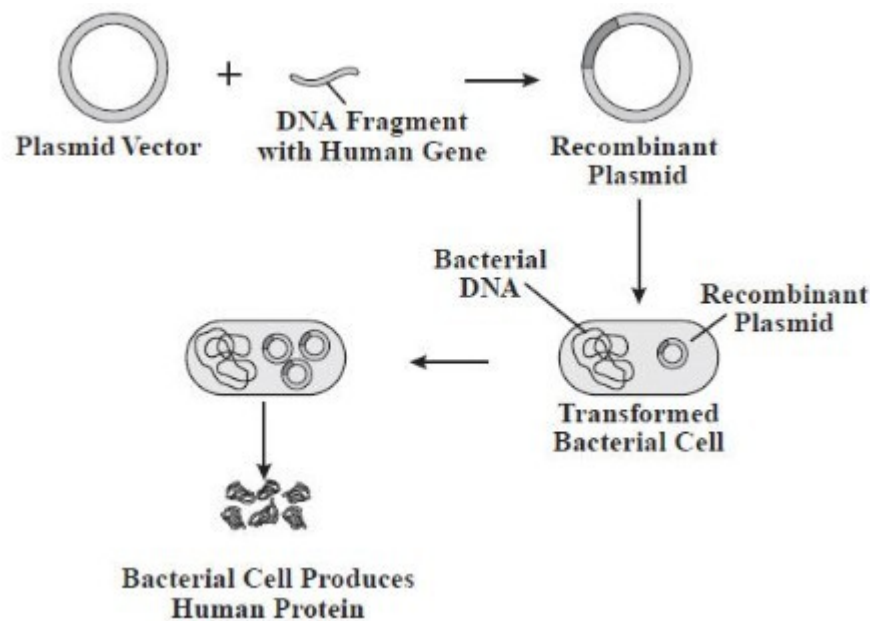 +
Plasmid Vector
DNA Fragment
with Human Gene
Recombinant
Plasmid
Bacterial
DNA
Recombinant
Plasmid
Transformed
Bacterial Cell
Bacterial Cell Produces
Human Protein